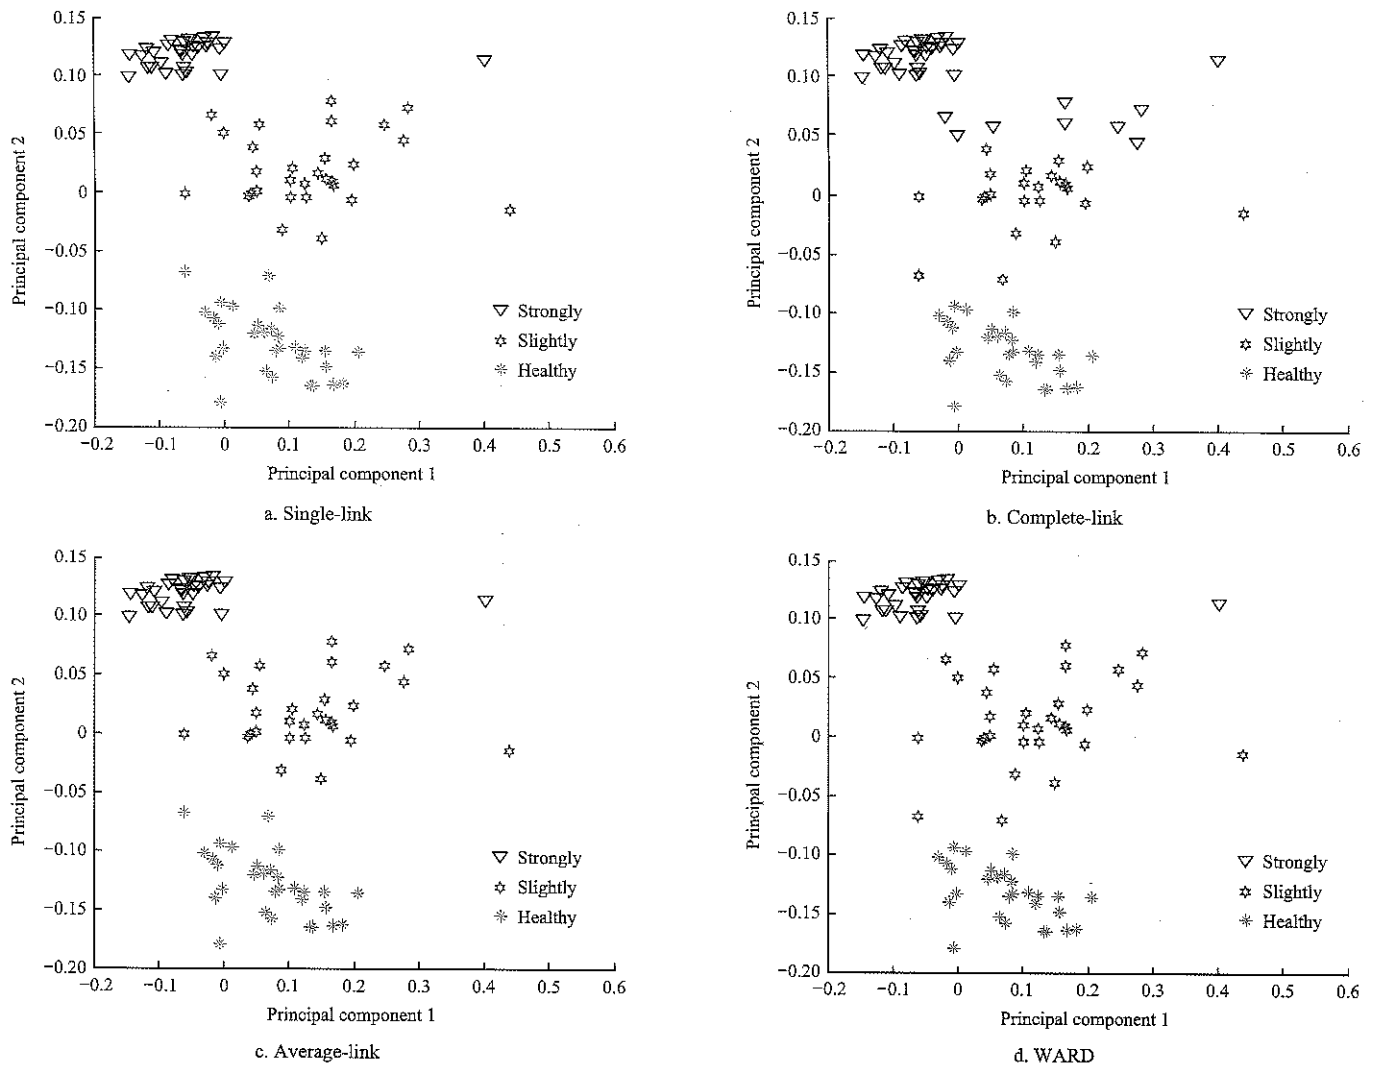 0.15
0.10
0.05
0
−0.05
−0.10
−0.15
−0.20
Principal component 2
Strongly
Slightly
Healthy
−0.2 −0.1 0 0.1 0.2 0.3 0.4 0.5 0.6
Principal component 1
a. Single-link
0.15
0.10
0.05
0
−0.05
−0.10
−0.15
−0.20
Principal component 2
Strongly
Slightly
Healthy
−0.2 −0.1 0 0.1 0.2 0.3 0.4 0.5 0.6
Principal component 1
b. Complete-link
0.15
0.10
0.05
0
−0.05
−0.10
−0.15
−0.20
Principal component 2
Strongly
Slightly
Healthy
−0.2 −0.1 0 0.1 0.2 0.3 0.4 0.5 0.6
Principal component 1
c. Average-link
0.15
0.10
0.05
0
−0.05
−0.10
−0.15
−0.20
Principal component 2
Strongly
Slightly
Healthy
−0.2 −0.1 0 0.1 0.2 0.3 0.4 0.5 0.6
Principal component 1
d. WARD